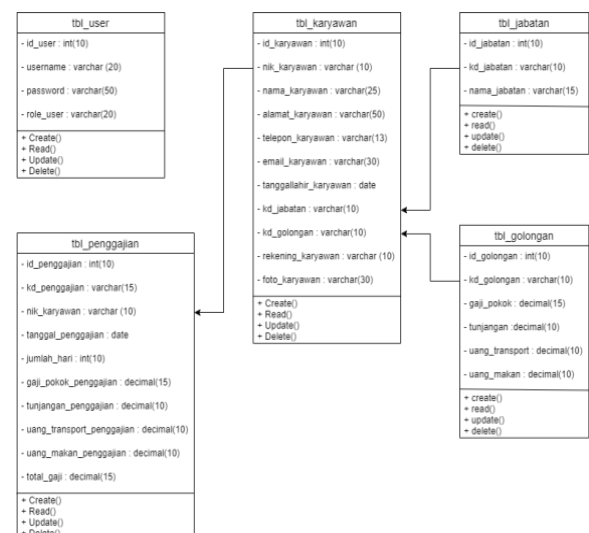 tbl_user
- id_user : int(10)
- username : varchar (20)
- password : varchar(50)
- role_user : varchar(20)
+ Create()
+ Read()
+ Update()
+ Delete()
tbl_karyawan
- id_karyawan : int(10)
- nik_karyawan : varchar (10)
- nama_karyawan : varchar(25)
- alamat_karyawan : varchar(50)
- telepon_karyawan : varchar(13)
- email_karyawan : varchar(30)
- tanggallahir_karyawan : date
- kd_jabatan : varchar(10)
- kd_golongan : varchar(10)
- rekening_karyawan : varchar (10)
- foto_karyawan : varchar(30)
+ Create()
+ Read()
+ Update()
+ Delete()
tbl_jabatan
- id_jabatan : int(10)
- kd_jabatan : varchar(10)
- nama_jabatan : varchar(15)
+ create()
+ read()
+ update()
+ delete()
tbl_penggajian
- id_penggajian : int(10)
- kd_penggajian : varchar(15)
- nik_karyawan : varchar (10)
- tanggal_penggajian : date
- jumlah_hari : int(10)
- gaji_pokok_penggajian : decimal(15)
- tunjangan_penggajian : decimal(10)
- uang_transport_penggajian : decimal(10)
- uang_makan_penggajian : decimal(10)
- total_gaji : decimal(15)
+ Create()
+ Read()
+ Update()
+ Delete()
tbl_golongan
- id_golongan : int(10)
- kd_golongan : varchar(10)
- gaji_pokok : decimal(15)
- tunjangan :decimal(10)
- uang_transport : decimal(10)
- uang_makan : decimal(10)
+ create()
+ read()
+ update()
+ delete()